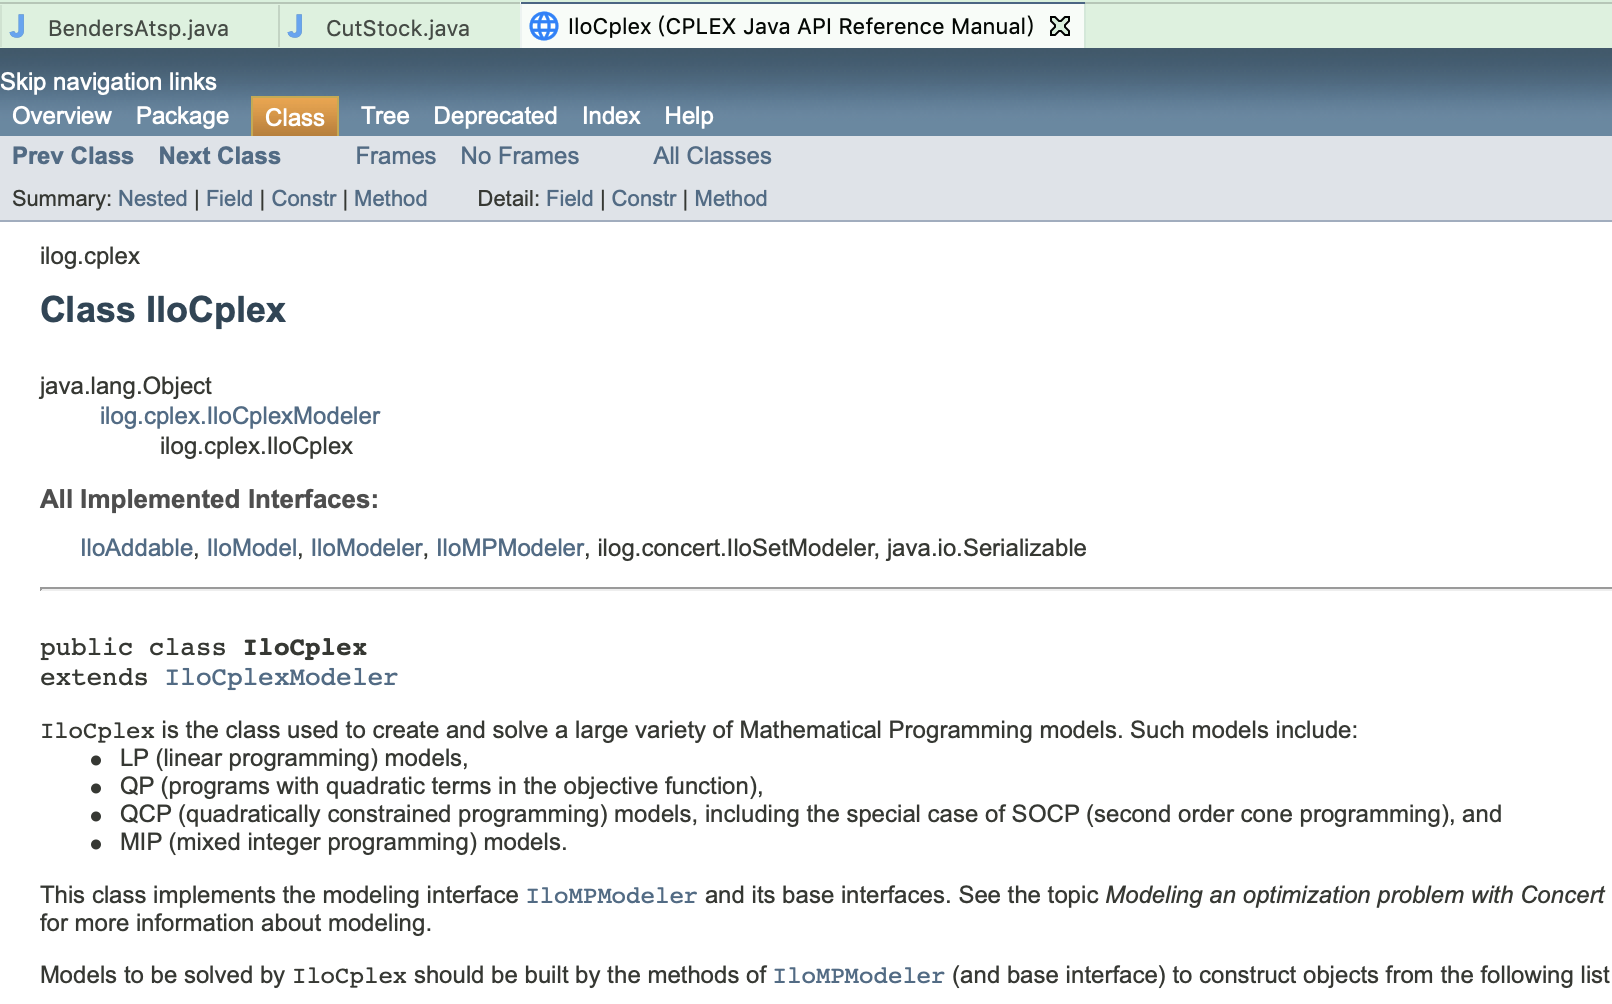 BendersAtsp.java CutStock.java IloCplex (CPLEX Java API Reference Manual)
Skip navigation links
Overview Package Class Tree Deprecated Index Help
Prev Class Next Class Frames No Frames All Classes
Summary: Nested | Field | Constr | Method Detail: Field | Constr | Method
ilog.cplex
Class IloCplex
java.lang.Object
ilog.cplex.IloCplexModeler
ilog.cplex.IloCplex
All Implemented Interfaces:
IloAddable, IloModel, IloModeler, IloMPModeler, ilog.concert.IloSetModeler, java.io.Serializable
public class IloCplex
extends IloCplexModeler
IloCplex is the class used to create and solve a large variety of Mathematical Programming models. Such models include:
● LP (linear programming) models,
● QP (programs with quadratic terms in the objective function),
● QCP (quadratically constrained programming) models, including the special case of SOCP (second order cone programming), and
● MIP (mixed integer programming) models.
This class implements the modeling interface IloMPModeler and its base interfaces. See the topic Modeling an optimization problem with Concert
for more information about modeling.
Models to be solved by IloCplex should be built by the methods of IloMPModeler (and base interface) to construct objects from the following list